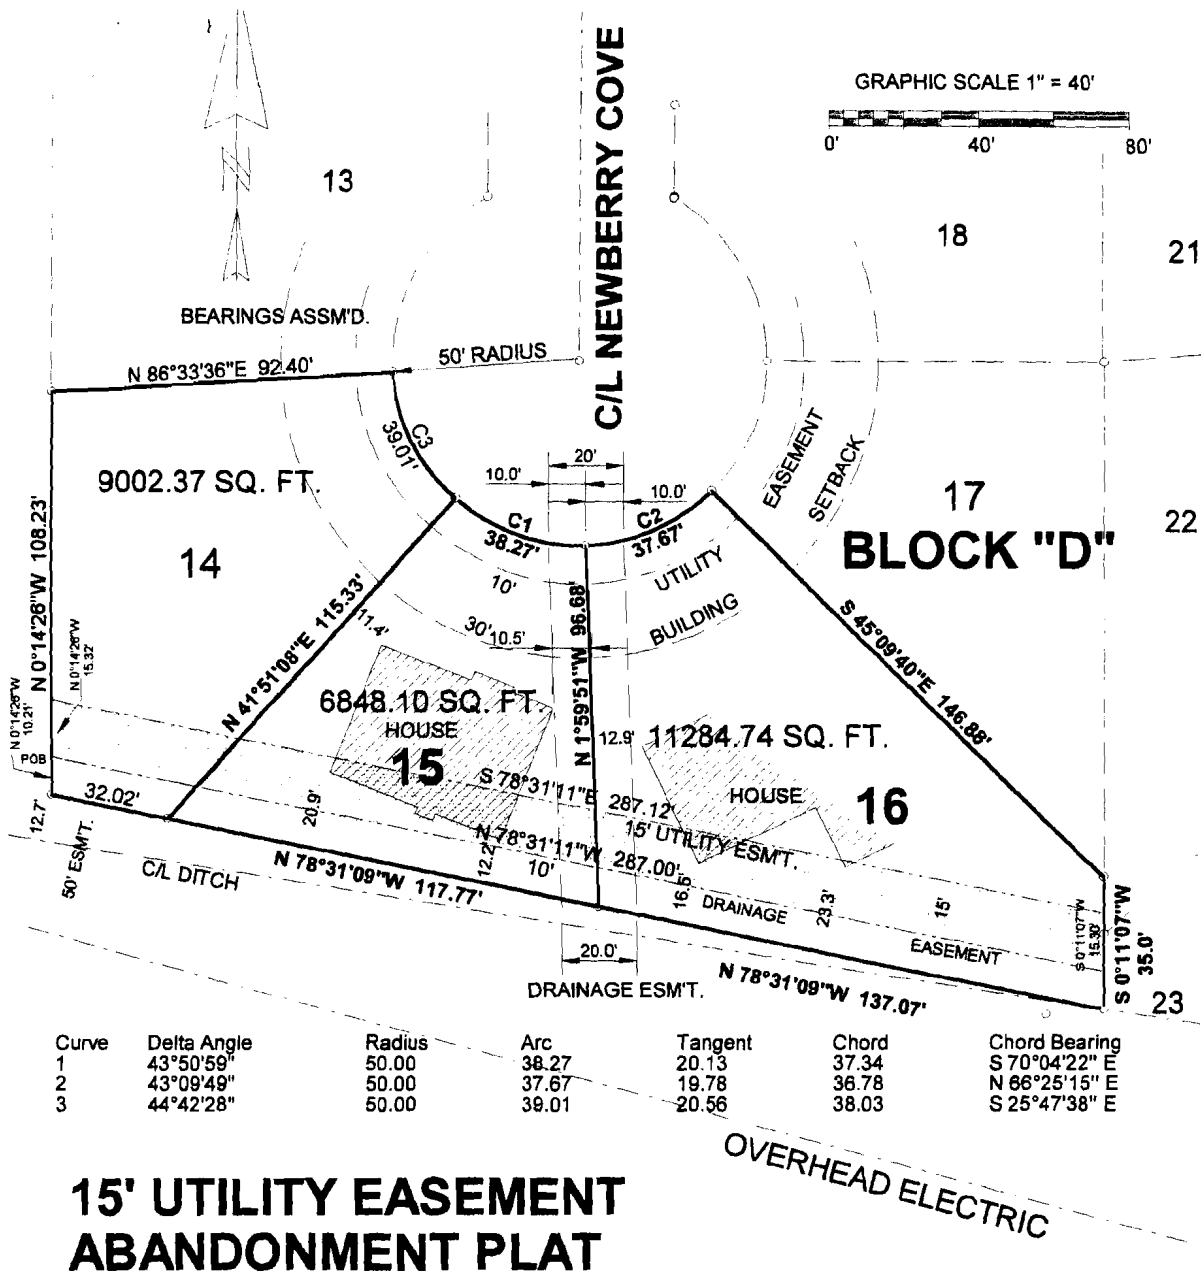 C/L NEWBERRY COVE
GRAPHIC SCALE 1" = 40'
0' 40' 80'
N
13
18
21
BEARINGS ASSM'D.
50' RADIUS
N 86°33'36"E 92.40'
C3
39.01'
20'
10.0'
10.0'
C1
38.27'
C2
37.67'
EASEMENT
SETBACK
9002.37 SQ. FT.
14
17
BLOCK "D"
22
N 0°14'26"W 108.23'
10'
UTILITY
30'
10.5'
BUILDING
N 41°51'08"E 115.33'
11.4'
N 1°59'51"W 96.68'
S 45°09'40"E 146.88'
N 0°14'26"W
15.32'
N 0°14'26"W
10.21'
POB
6848.10 SQ. FT.
HOUSE
15
12.9'
11284.74 SQ. FT.
HOUSE
16
S 78°31'11"E 287.12'
15' UTILITY ESM'T.
N 78°31'11"W 287.00'
32.02'
12.7'
20.9'
12.2'
10'
16.5'
23.3'
15'
DRAINAGE
EASEMENT
50' ESM'T.
C/L DITCH
N 78°31'09"W 117.77'
S 0°11'07"W
15.30'
S 0°11'07"W
35.0'
20.0'
DRAINAGE ESM'T.
N 78°31'09"W 137.07'
23
Curve Delta Angle Radius Arc Tangent Chord Chord Bearing
1 43°50'59" 50.00 38.27 20.13 37.34 S 70°04'22" E
2 43°09'49" 50.00 37.67 19.78 36.78 N 66°25'15" E
3 44°42'28" 50.00 39.01 20.56 38.03 S 25°47'38" E
OVERHEAD ELECTRIC
15' UTILITY EASEMENT
ABANDONMENT PLAT